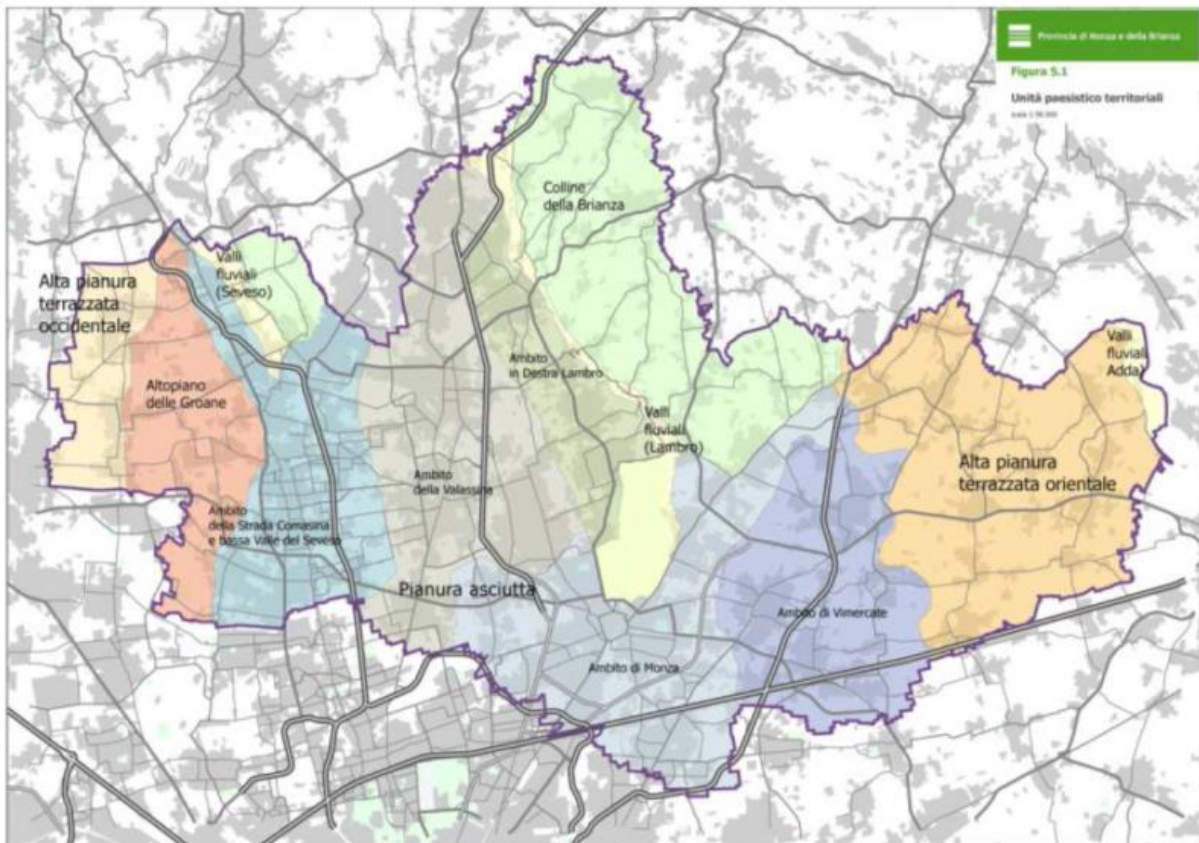 Provincia di Monza e della Brianza
Figura 5.1
Unità paesistico territoriali
Colline
della Brianza
Valli
fluviali
(Seveso)
Alta pianura
terrazzata
occidentale
Valli
fluviali
Adda)
Ambito
in Destra Lambro
Altopiano
delle Groane
Valli
fluviali
(Lambro)
Alta pianura
terrazzata orientale
Ambito
della Valassina
Ambito
della Strada Comasina
e bassa Valle del Seveso
Pianura asciutta
Ambito di Vimercate
Ambito di Monza